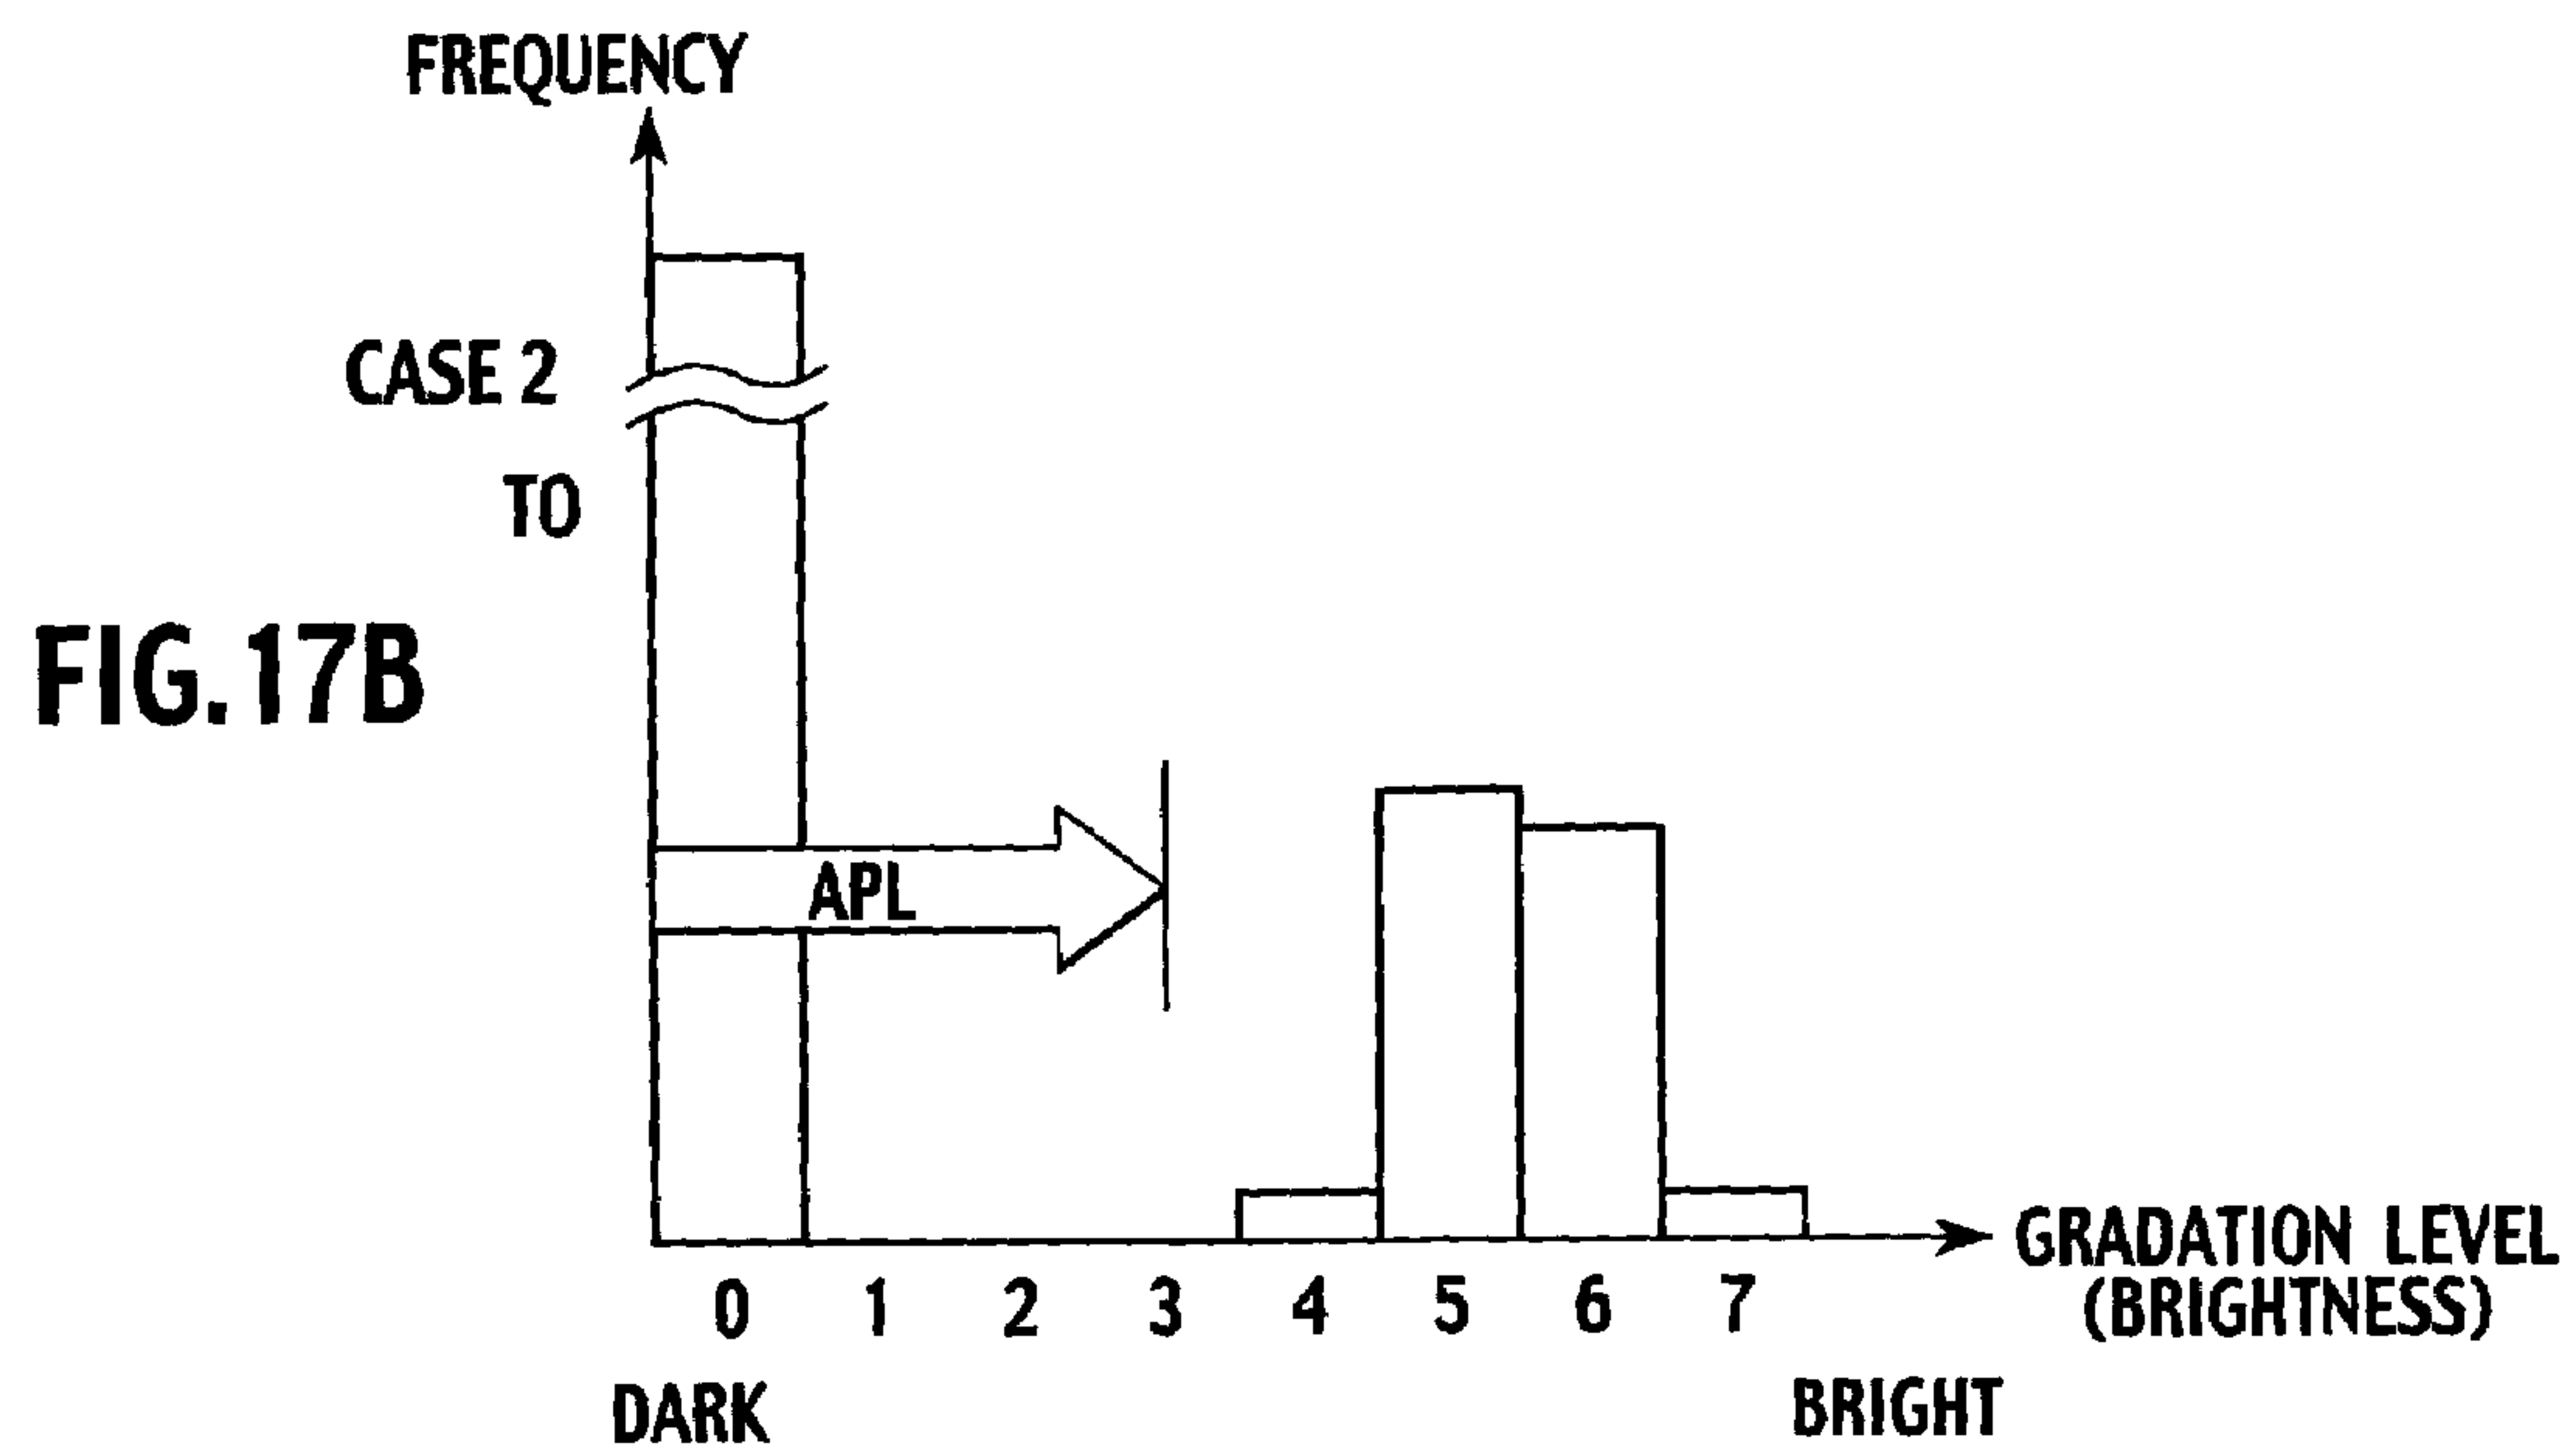 FREQUENCY
CASE 2
TO
FIG.17B
APL
GRADATION LEVEL
(BRIGHTNESS)
0 1 2 3 4 5 6 7
DARK
BRIGHT